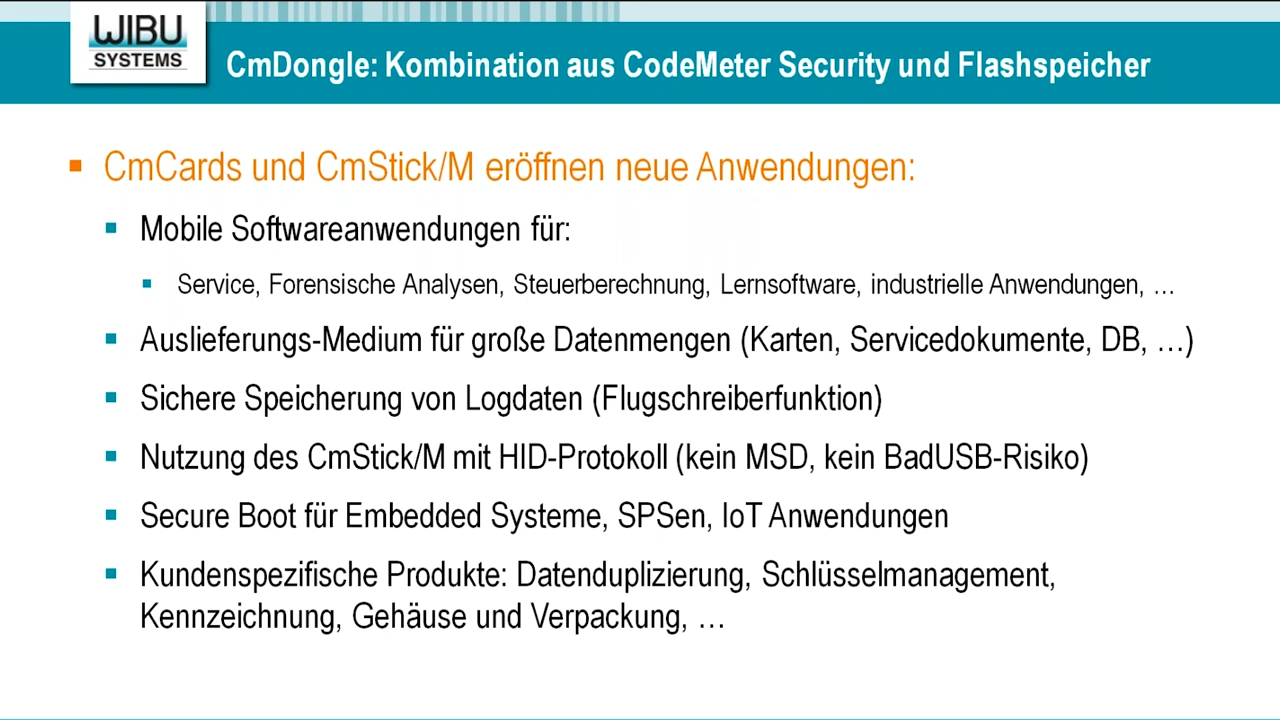 WIBU
SYSTEMS
CmDongle: Kombination aus CodeMeter Security und Flashspeicher
CmCards und CmStick/M eröffnen neue Anwendungen:
Mobile Softwareanwendungen für:
Service, Forensische Analysen, Steuerberechnung, Lernsoftware, industrielle Anwendungen, …
Auslieferungs-Medium für große Datenmengen (Karten, Servicedokumente, DB, …)
Sichere Speicherung von Logdaten (Flugschreiberfunktion)
Nutzung des CmStick/M mit HID-Protokoll (kein MSD, kein BadUSB-Risiko)
Secure Boot für Embedded Systeme, SPSen, IoT Anwendungen
Kundenspezifische Produkte: Datenduplizierung, Schlüsselmanagement,
Kennzeichnung, Gehäuse und Verpackung, …